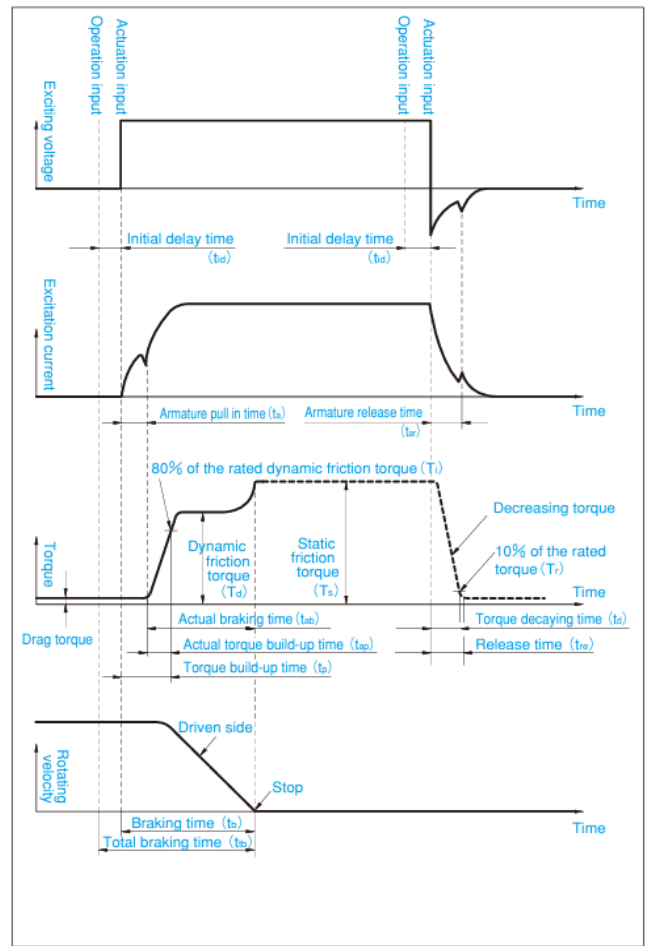 Operation input
Actuation input
Operation input
Actuation input
Exciting voltage
Time
Initial delay time
(tid)
Initial delay time
(tid)
Excitation current
Time
Armature pull in time (ta)
Armature release time
(tar)
80% of the rated dynamic friction torque (Ti)
Decreasing torque
Torque
Dynamic
friction
torque
(Td)
Static
friction
torque
(Ts)
10% of the rated
torque (Tr)
Time
Drag torque
Actual braking time (tab)
Torque decaying time (td)
Actual torque build-up time (tap)
Release time (tre)
Torque build-up time (tp)
Driven side
Rotating
velocity
Stop
Time
Braking time (tb)
Total braking time (ttb)